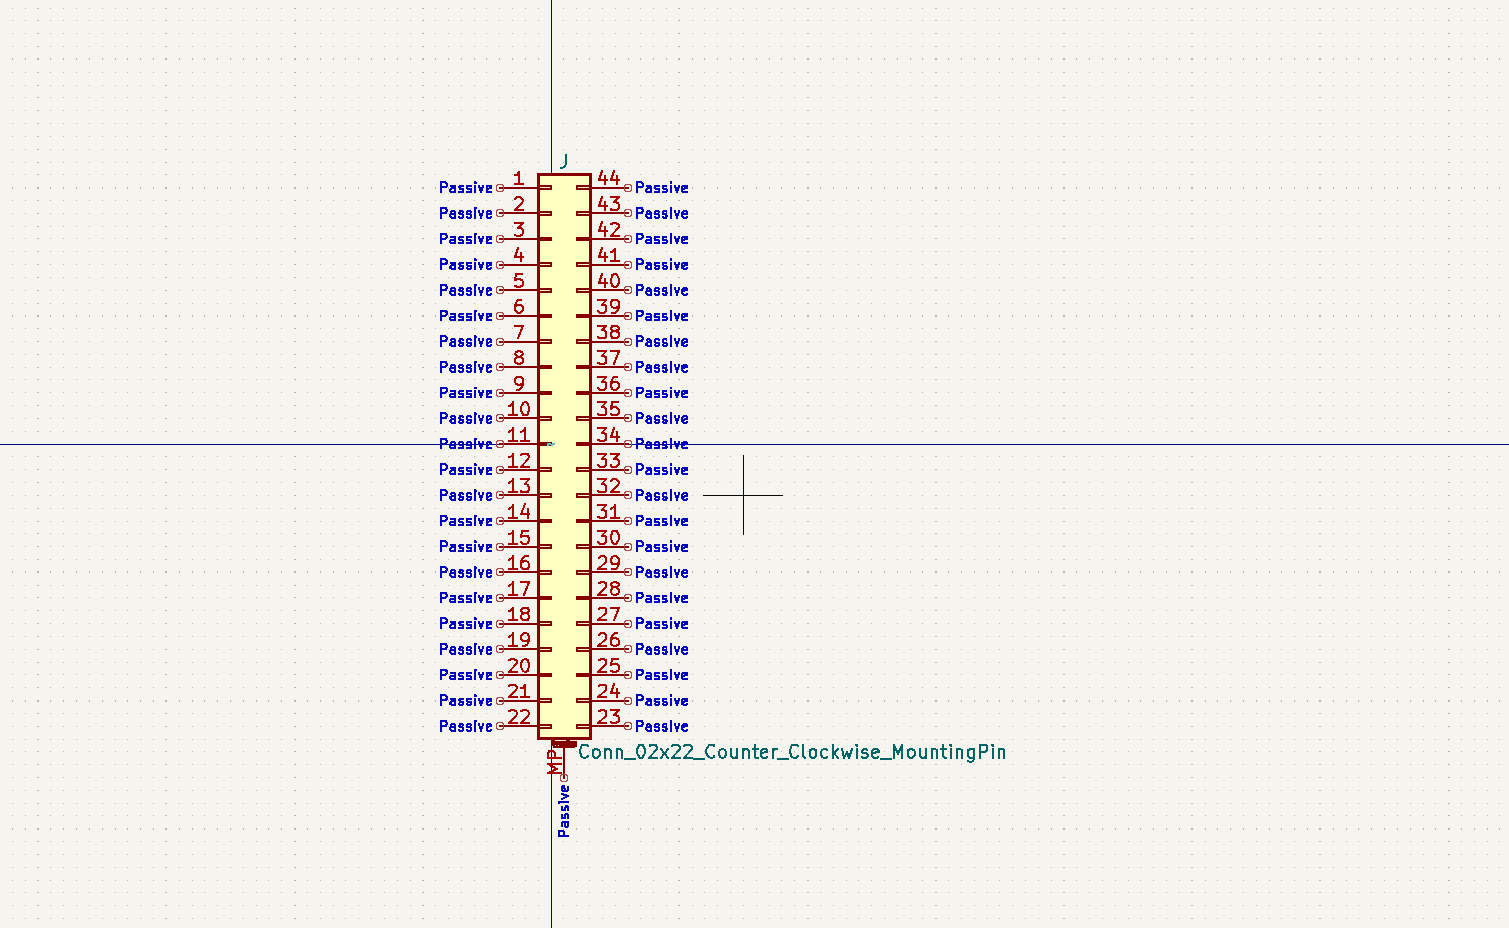 J
Passive 1 44 Passive
Passive 2 43 Passive
Passive 3 42 Passive
Passive 4 41 Passive
Passive 5 40 Passive
Passive 6 39 Passive
Passive 7 38 Passive
Passive 8 37 Passive
Passive 9 36 Passive
Passive 10 35 Passive
Passive 11 34 Passive
Passive 12 33 Passive
Passive 13 32 Passive
Passive 14 31 Passive
Passive 15 30 Passive
Passive 16 29 Passive
Passive 17 28 Passive
Passive 18 27 Passive
Passive 19 26 Passive
Passive 20 25 Passive
Passive 21 24 Passive
Passive 22 23 Passive
Conn_02x22_Counter_Clockwise_MountingPin
MP
Passive